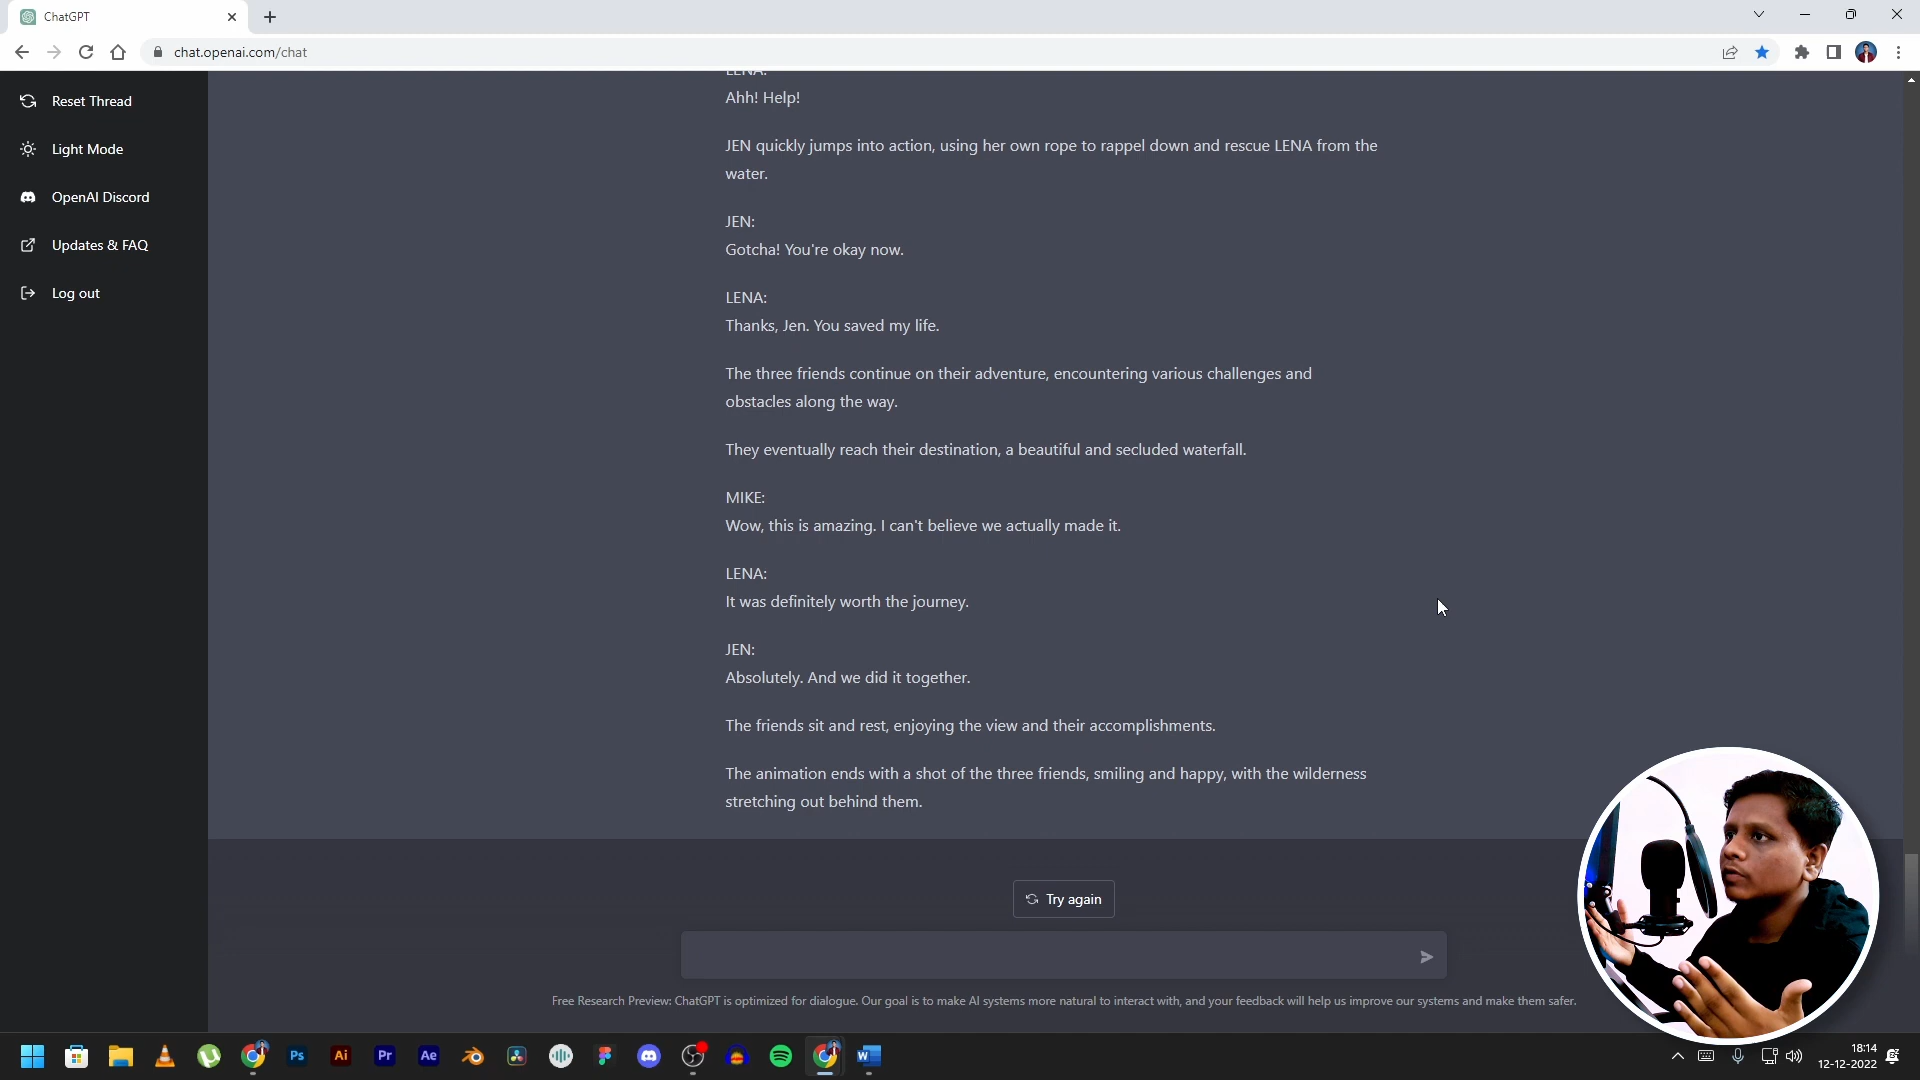 ChatGPT
chat.openai.com/chat
Reset Thread
Light Mode
OpenAI Discord
Updates & FAQ
Log out
LENA:
Ahh! Help!
JEN quickly jumps into action, using her own rope to rappel down and rescue LENA from the
water.
JEN:
Gotcha! You're okay now.
LENA:
Thanks, Jen. You saved my life.
The three friends continue on their adventure, encountering various challenges and
obstacles along the way.
They eventually reach their destination, a beautiful and secluded waterfall.
MIKE:
Wow, this is amazing. I can't believe we actually made it.
LENA:
It was definitely worth the journey.
JEN:
Absolutely. And we did it together.
The friends sit and rest, enjoying the view and their accomplishments.
The animation ends with a shot of the three friends, smiling and happy, with the wilderness
stretching out behind them.
Try again
Free Research Preview: ChatGPT is optimized for dialogue. Our goal is to make AI systems more natural to interact with, and your feedback will help us improve our systems and make them safer.
Ps
Ai
Pr
Ae
W
18:14
12-12-2022